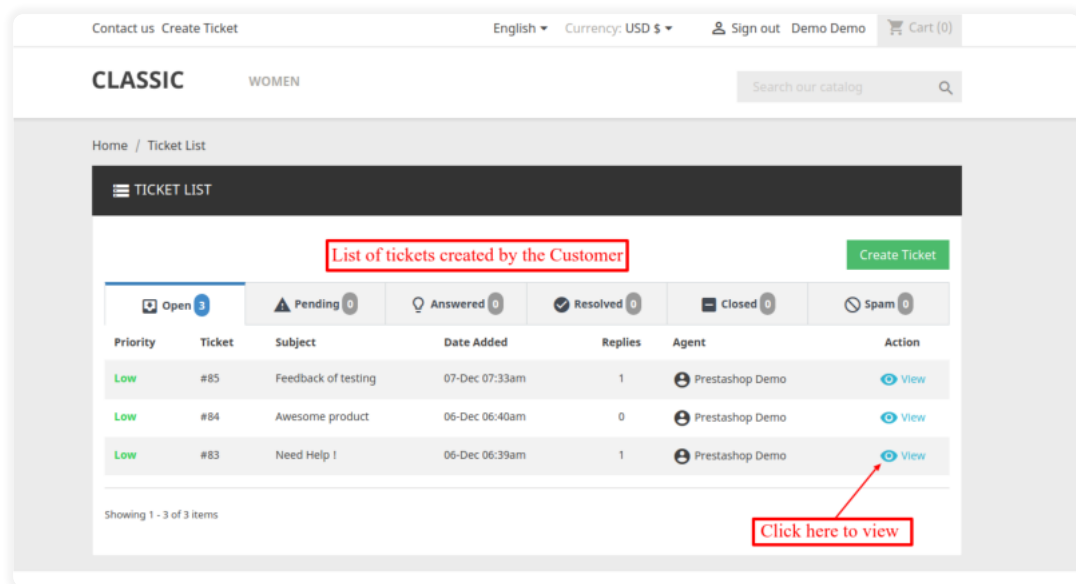 Contact us Create Ticket English Currency: USD $ Sign out Demo Demo Cart (0)
CLASSIC WOMEN Search our catalog
Home / Ticket List
TICKET LIST
List of tickets created by the Customer Create Ticket
Open 3 Pending 0 Answered 0 Resolved 0 Closed 0 Spam 0
Priority Ticket Subject Date Added Replies Agent Action
Low #85 Feedback of testing 07-Dec 07:33am 1 Prestashop Demo View
Low #84 Awesome product 06-Dec 06:40am 0 Prestashop Demo View
Low #83 Need Help ! 06-Dec 06:39am 1 Prestashop Demo View
Showing 1 - 3 of 3 items
Click here to view